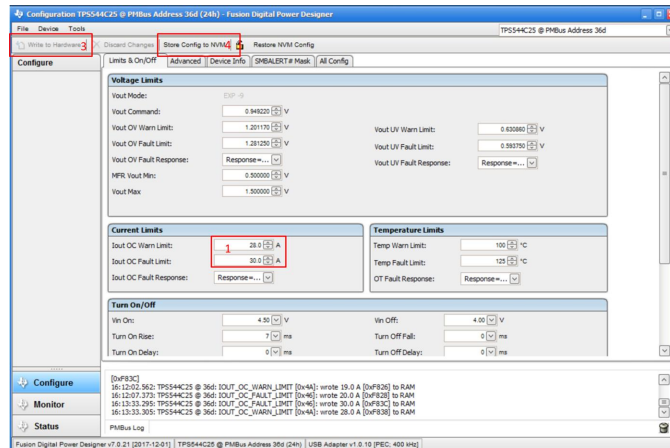 Configuration TPS544C25 @ PMBus Address 36d (24h) - Fusion Digital Power Designer
File Device Tools
TPS544C25 @ PMBus Address 36d
Write to Hardware 3 Discard Changes Store Config to NVM 4 Restore NVM Config
Configure
Limits & On/Off Advanced Device Info SMBALERT# Mask All Config
Voltage Limits
Vout Mode: EXP -9
Vout Command: 0.949220 V
Vout OV Warn Limit: 1.201170 V Vout UV Warn Limit: 0.630860 V
Vout OV Fault Limit: 1.281250 V Vout UV Fault Limit: 0.593750 V
Vout OV Fault Response: Response=... Vout UV Fault Response: Response=...
MFR Vout Min: 0.500000 V
Vout Max 1.500000 V
Current Limits Temperature Limits
Iout OC Warn Limit: 28.0 A Temp Warn Limit: 100 °C
1
Iout OC Fault Limit: 30.0 A Temp Fault Limit: 125 °C
Iout OC Fault Response: Response=... OT Fault Response: Response=...
Turn On/Off
Vin On: 4.50 V Vin Off: 4.00 V
Turn On Rise: 7 ms Turn Off Fall: 0 ms
Turn On Delay: 0 ms Turn Off Delay: 0 ms
Configure
Monitor
Status
[0xF83C]
16:12:02.562: TPS544C25 @ 36d: IOUT_OC_WARN_LIMIT [0x4A]: wrote 19.0 A [0xF826] to RAM
16:12:07.373: TPS544C25 @ 36d: IOUT_OC_FAULT_LIMIT [0x46]: wrote 20.0 A [0xF828] to RAM
16:13:33.295: TPS544C25 @ 36d: IOUT_OC_FAULT_LIMIT [0x46]: wrote 30.0 A [0xF83C] to RAM
16:13:33.305: TPS544C25 @ 36d: IOUT_OC_WARN_LIMIT [0x4A]: wrote 28.0 A [0xF838] to RAM
PMBus Log
Fusion Digital Power Designer v7.0.21 [2017-12-01] TPS544C25 @ PMBus Address 36d (24h) USB Adapter v1.0.10 [PEC; 400 kHz]